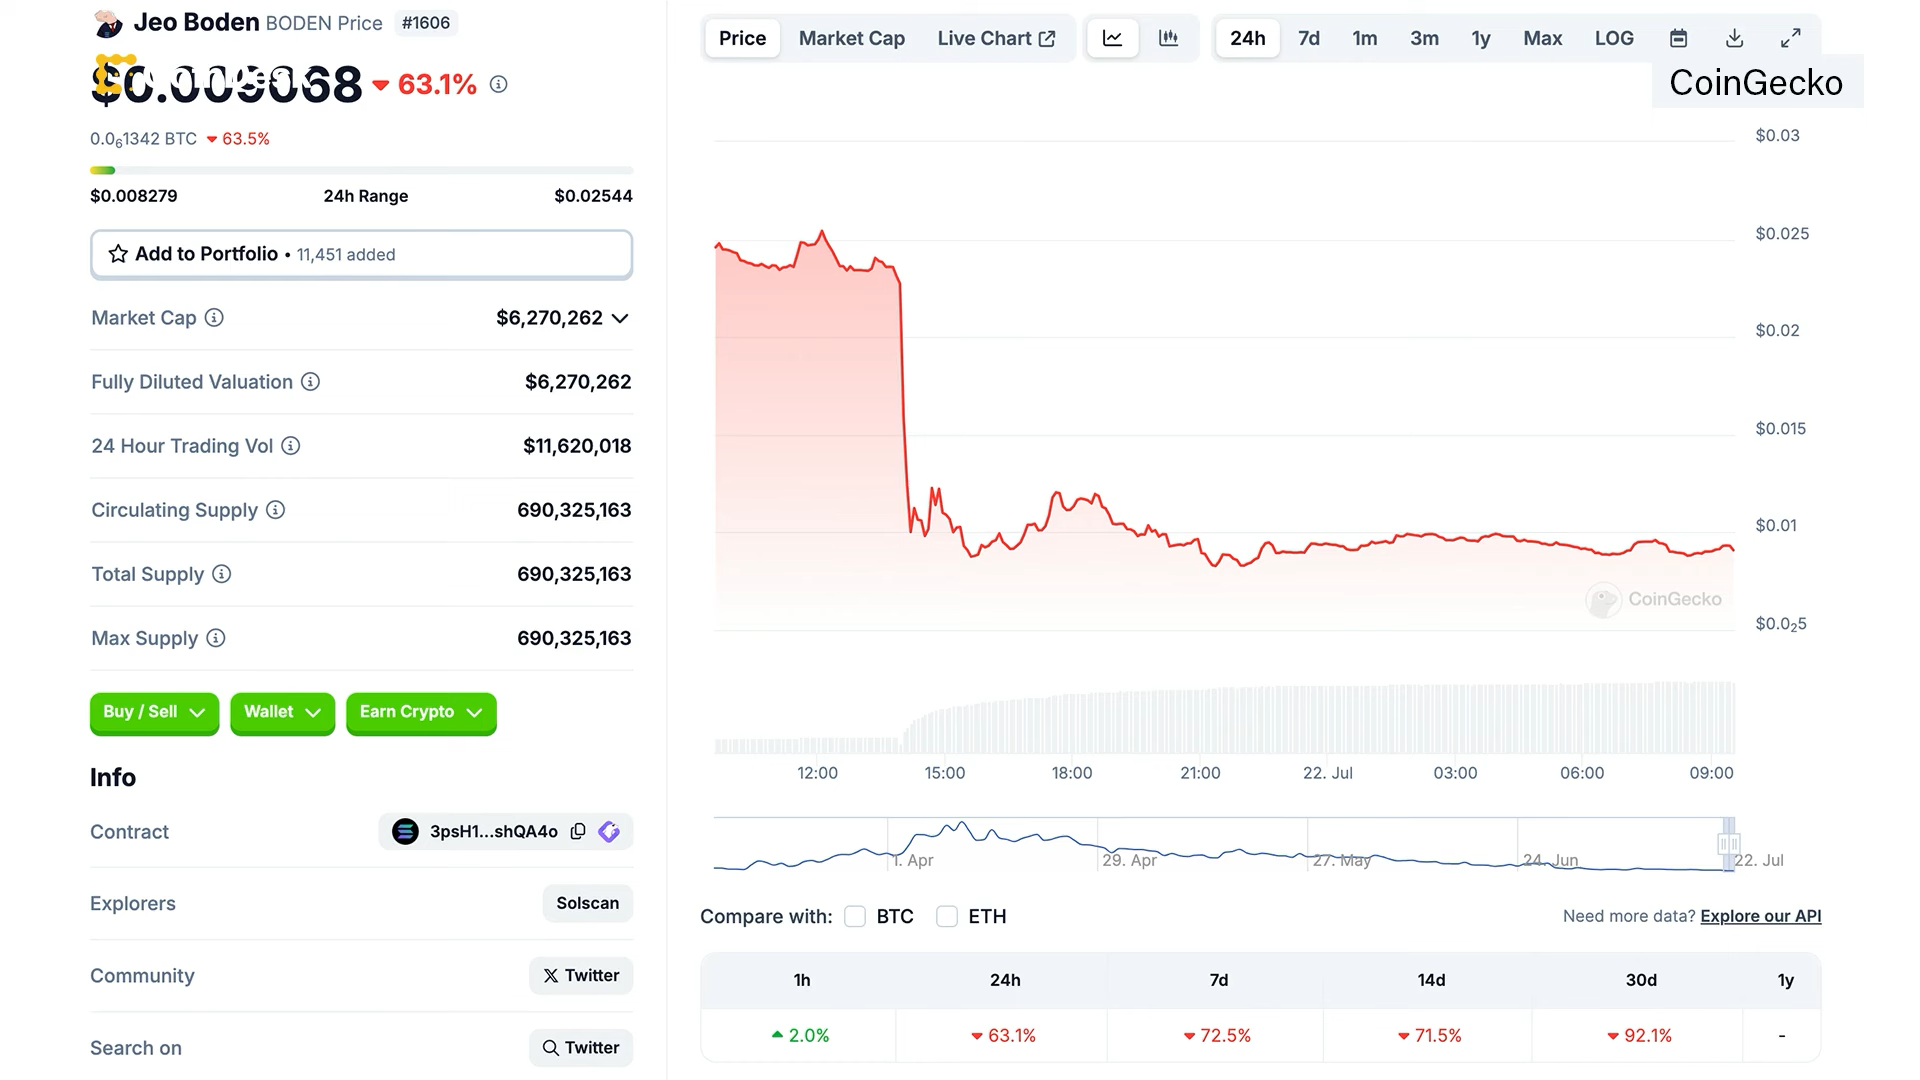 Jeo Boden BODEN Price #1606
CoinDesk
$0.009068 63.1%
0.0₆1342 BTC 63.5%
$0.008279 24h Range $0.02544
Add to Portfolio • 11,451 added
Market Cap $6,270,262
Fully Diluted Valuation $6,270,262
24 Hour Trading Vol $11,620,018
Circulating Supply 690,325,163
Total Supply 690,325,163
Max Supply 690,325,163
Buy / Sell Wallet Earn Crypto
Info
Contract 3psH1...shQA4o
Explorers Solscan
Community X Twitter
Search on Twitter
Price Market Cap Live Chart 24h 7d 1m 3m 1y Max LOG
CoinGecko
$0.03
$0.025
$0.02
$0.015
$0.01
CoinGecko
$0.0₂5
12:00 15:00 18:00 21:00 22. Jul 03:00 06:00 09:00
1. Apr 29. Apr 27. May 24. Jun 22. Jul
Compare with: BTC ETH Need more data? Explore our API
1h 24h 7d 14d 30d 1y
2.0% 63.1% 72.5% 71.5% 92.1% -